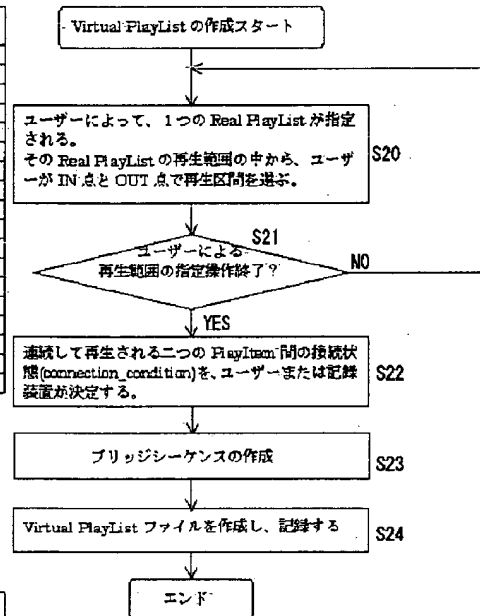 Virtual PlayList の作成スタート
ユーザーによって、1つの Real PlayList が指定
される。
その Real PlayList の再生範囲の中から、ユーザ
ーが IN 点と OUT 点で再生区間を選ぶ。
S20
S21
ユーザーによる
再生範囲の指定操作終了?
NO
YES
連続して再生される二つの PlayItem 間の接続状
態(connection_condition)を、ユーザーまたは記録
装置が決定する。
S22
ブリッジシーケンスの作成
S23
Virtual PlayList ファイルを作成し、記録する
S24
エンド